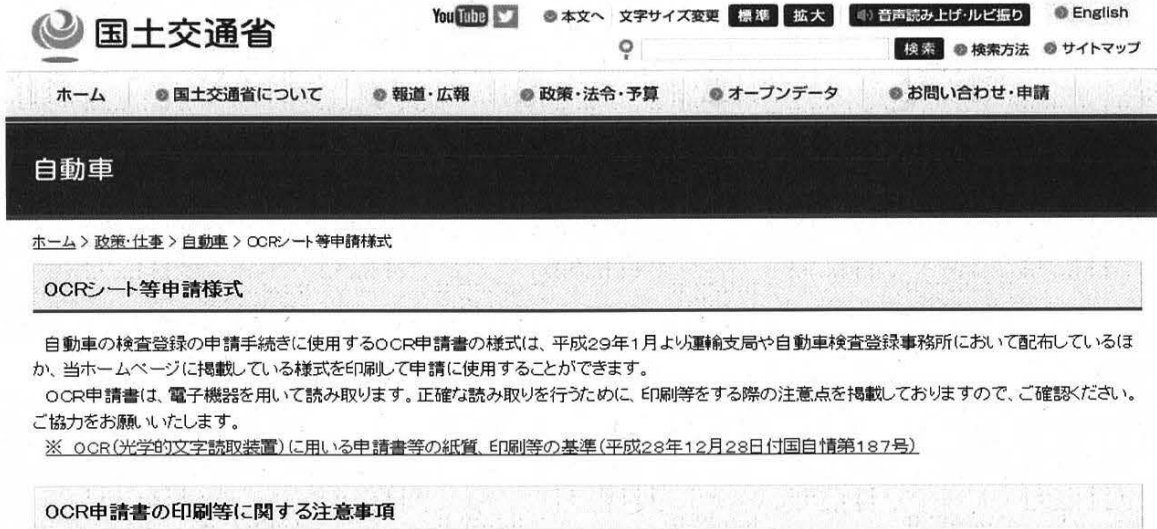 国土交通省
YouTube 本文へ 文字サイズ変更 標準 拡大 音声読み上げ・ルビ振り English
検索 検索方法 サイトマップ
ホーム 国土交通省について 報道・広報 政策・法令・予算 オープンデータ お問い合わせ・申請
自動車
ホーム > 政策・仕事 > 自動車 > OCRシート等申請様式
OCRシート等申請様式
自動車の検査登録の申請手続きに使用するOCR申請書の様式は、平成29年1月より運輸支局や自動車検査登録事務所において配布しているほ
か、当ホームページに掲載している様式を印刷して申請に使用することができます。
OCR申請書は、電子機器を用いて読み取ります。正確な読み取りを行うために、印刷等をする際の注意点を掲載しておりますので、ご確認ください。
ご協力をお願いいたします。
※ OCR(光学的文字読取装置)に用いる申請書等の紙質、印刷等の基準(平成28年12月28日付国自情第187号)
OCR申請書の印刷等に関する注意事項